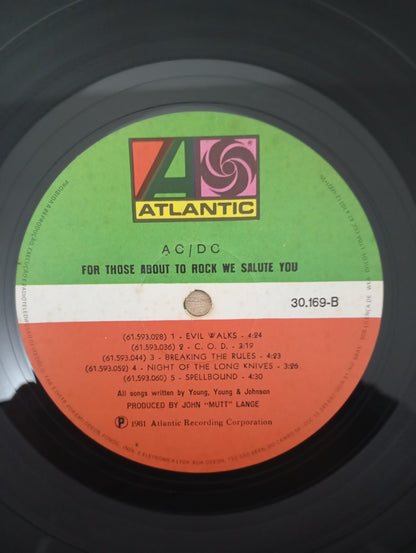 ATLANTIC
AC/DC
FOR THOSE ABOUT TO ROCK WE SALUTE YOU
30.169-B
(61.593.028) 1 - EVIL WALKS - 4:24
(61.593.036) 2 - C. O. D. - 3:19
(61.593.044) 3 - BREAKING THE RULES - 4:23
(61.593.052) 4 - NIGHT OF THE LONG KNIVES - 3:26
(61.593.060) 5 - SPELLBOUND - 4:30
All songs written by Young, Young & Johnson
PRODUCED BY JOHN "MUTT" LANGE
Ⓟ 1981 Atlantic Recording Corporation